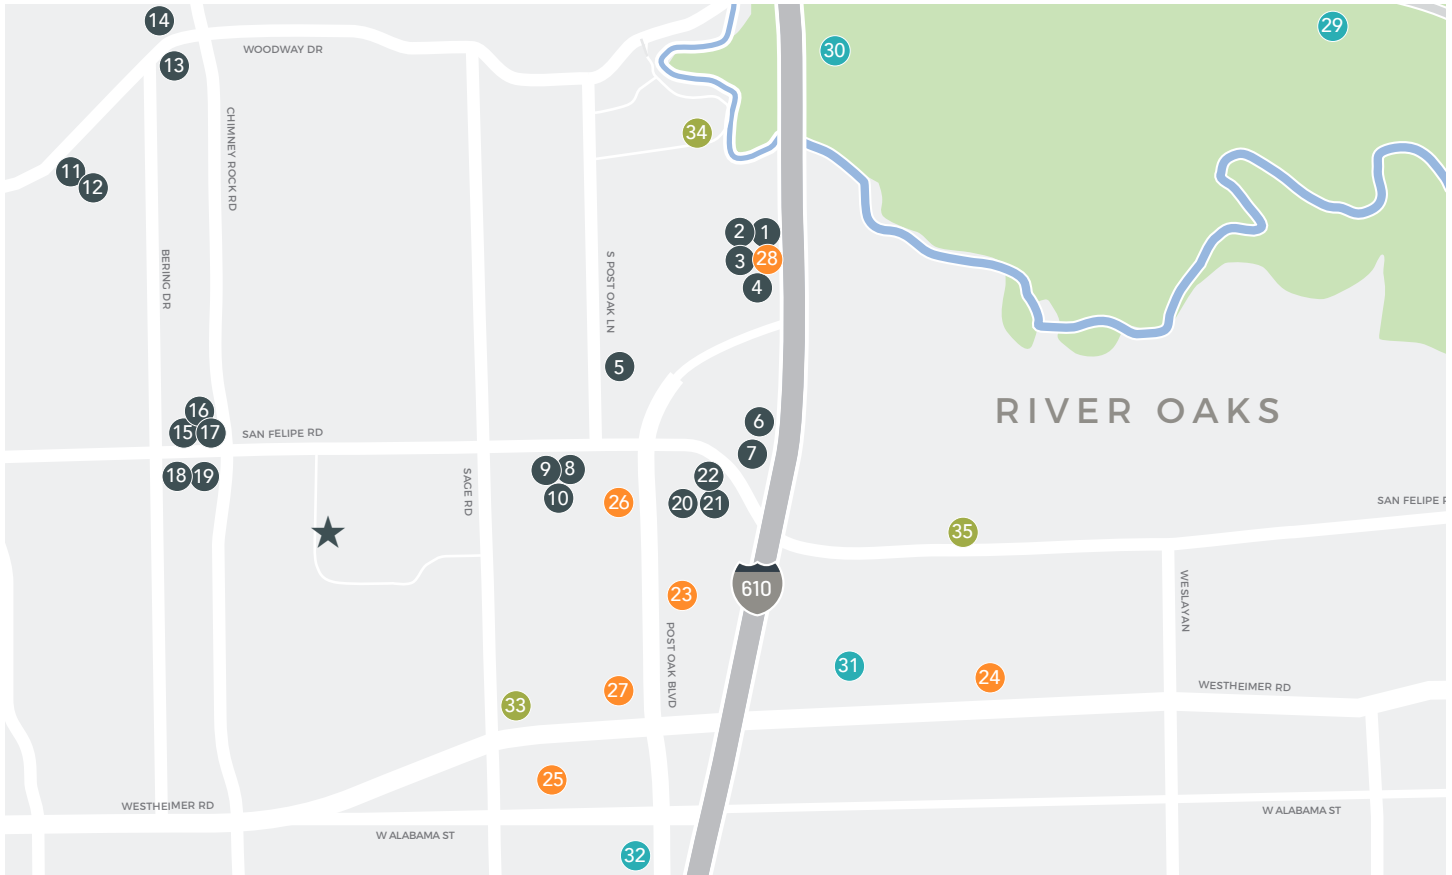 14
29
30
WOODWAY DR
13
CHIMNEY ROCK RD
34
11
12
2
1
3
28
4
BERING DR
S POST OAK LN
5
16
15
17
6
RIVER OAKS
SAN FELIPE RD
7
18
19
SAGE RD
9
8
10
26
22
20
21
SAN FELIPE R
35
23
610
WESLAYAN
POST OAK BLVD
31
24
27
33
WESTHEIMER RD
25
WESTHEIMER RD
W ALABAMA ST
W ALABAMA ST
32